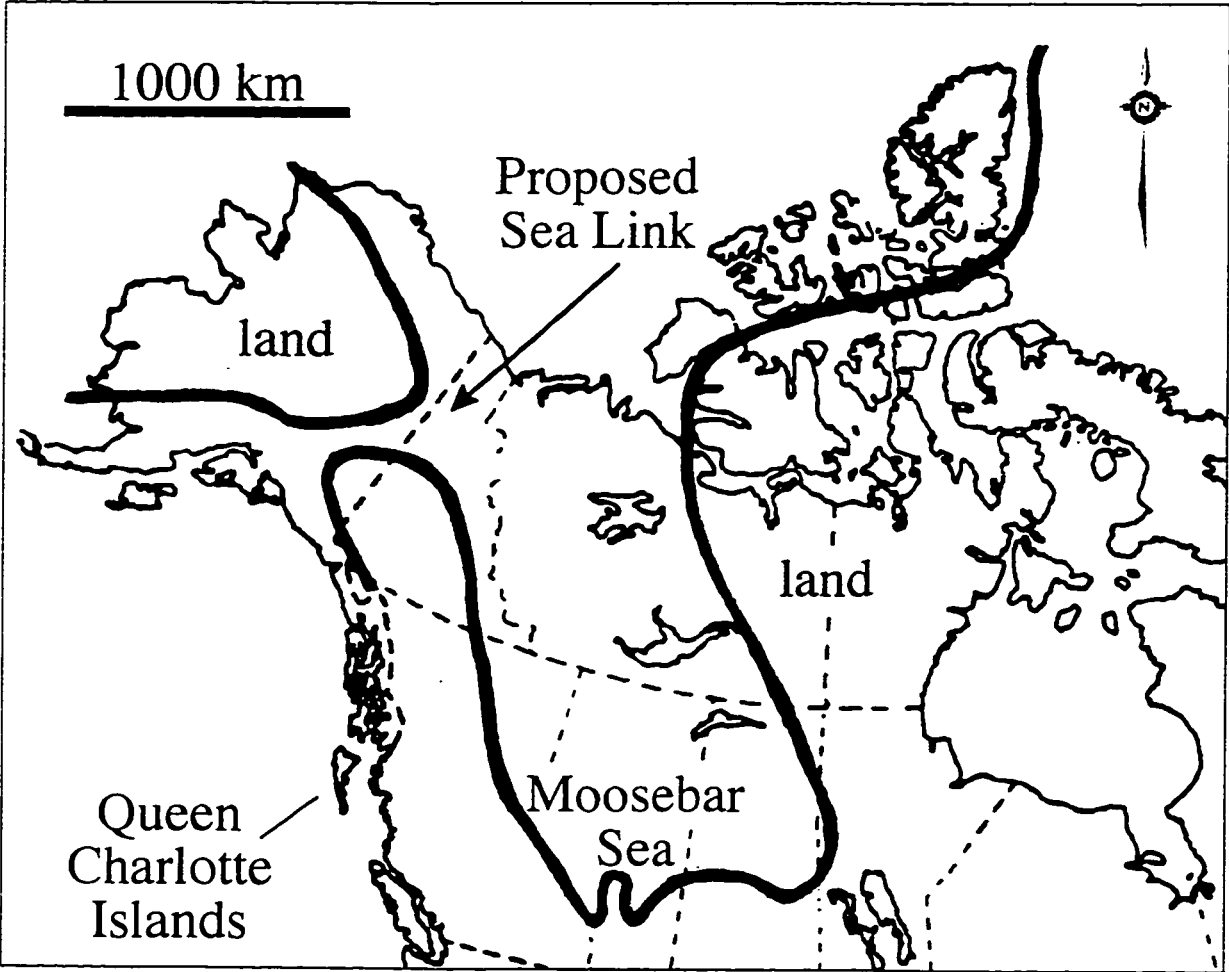 1000 km
Proposed
Sea Link
N
land
land
Moosebar
Sea
Queen
Charlotte
Islands